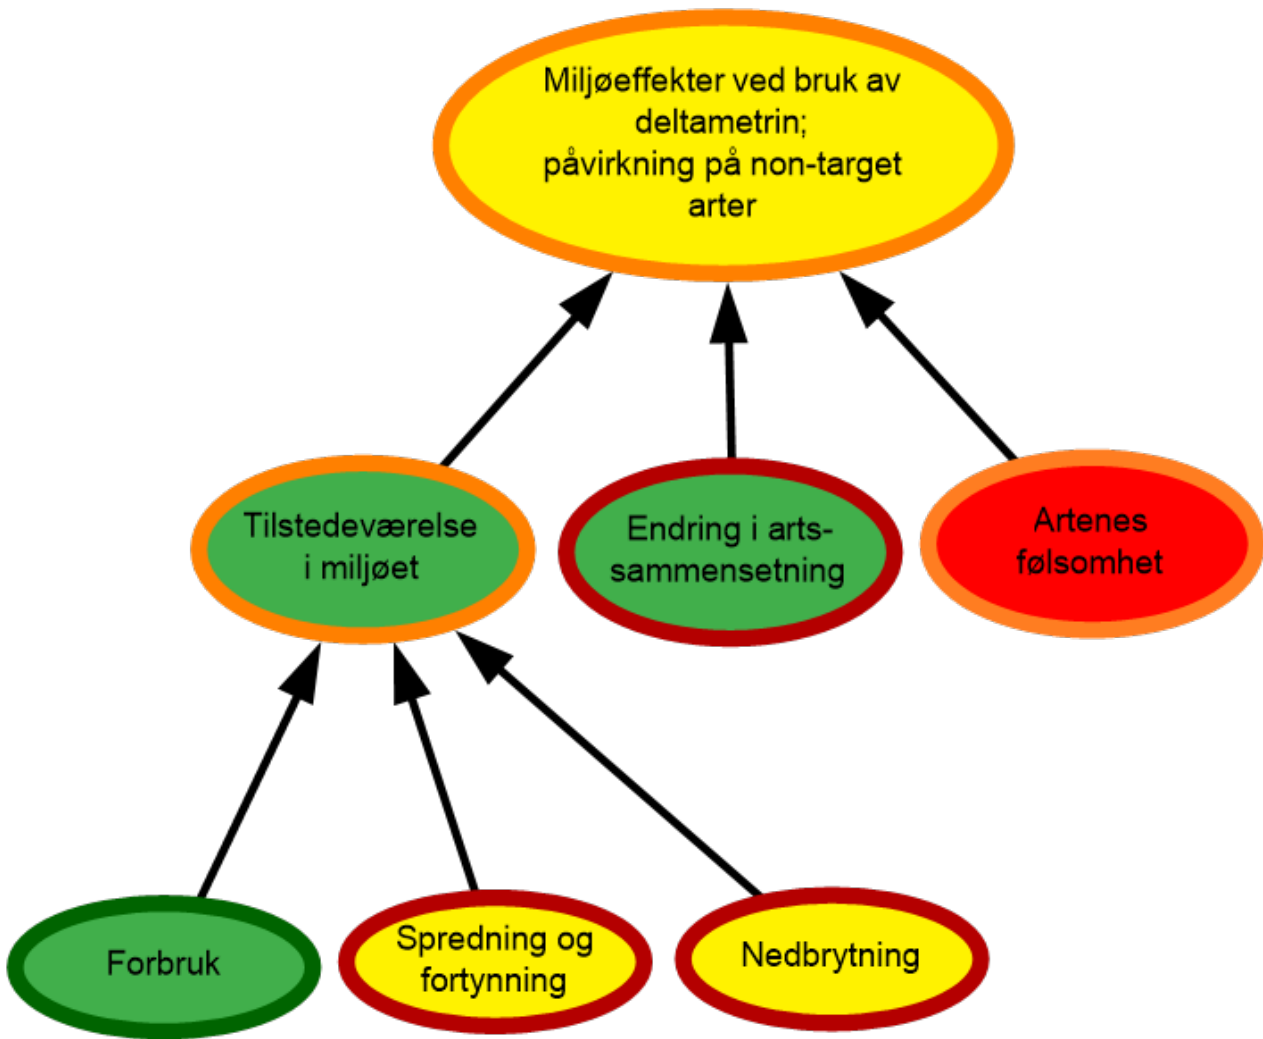 Miljøeffekter ved bruk av
deltametrin;
påvirkning på non-target
arter
Tilstedeværelse
i miljøet
Endring i arts-
sammensetning
Artenes
følsomhet
Forbruk
Spredning og
fortynning
Nedbrytning